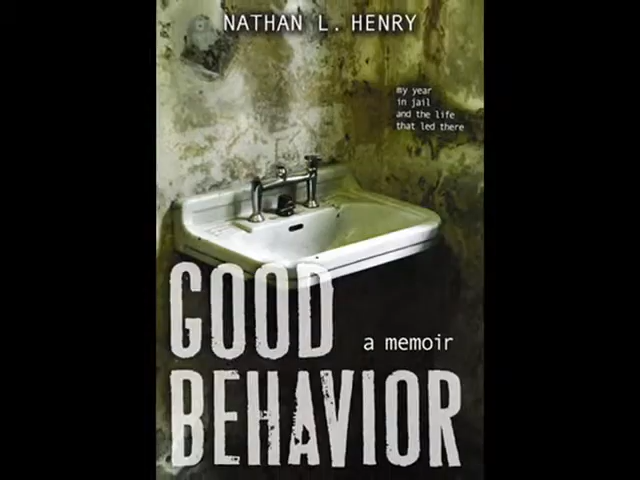 NATHAN L. HENRY
my year
in jail
and the life
that led there
GOOD
a memoir
BEHAVIOR